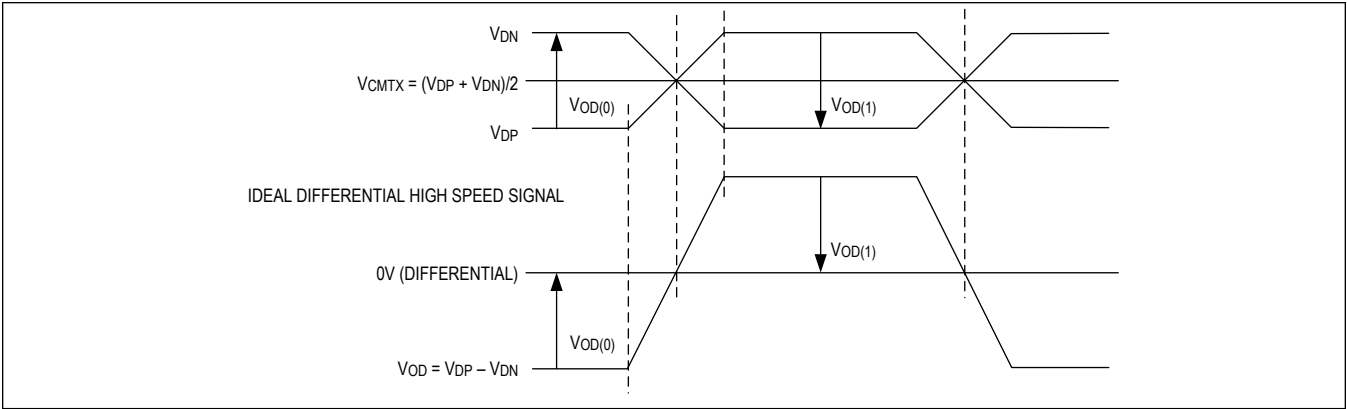 VDN
VCMTX = (VDP + VDN)/2
VOD(0)
VOD(1)
VDP
IDEAL DIFFERENTIAL HIGH SPEED SIGNAL
VOD(1)
0V (DIFFERENTIAL)
VOD(0)
VOD = VDP – VDN